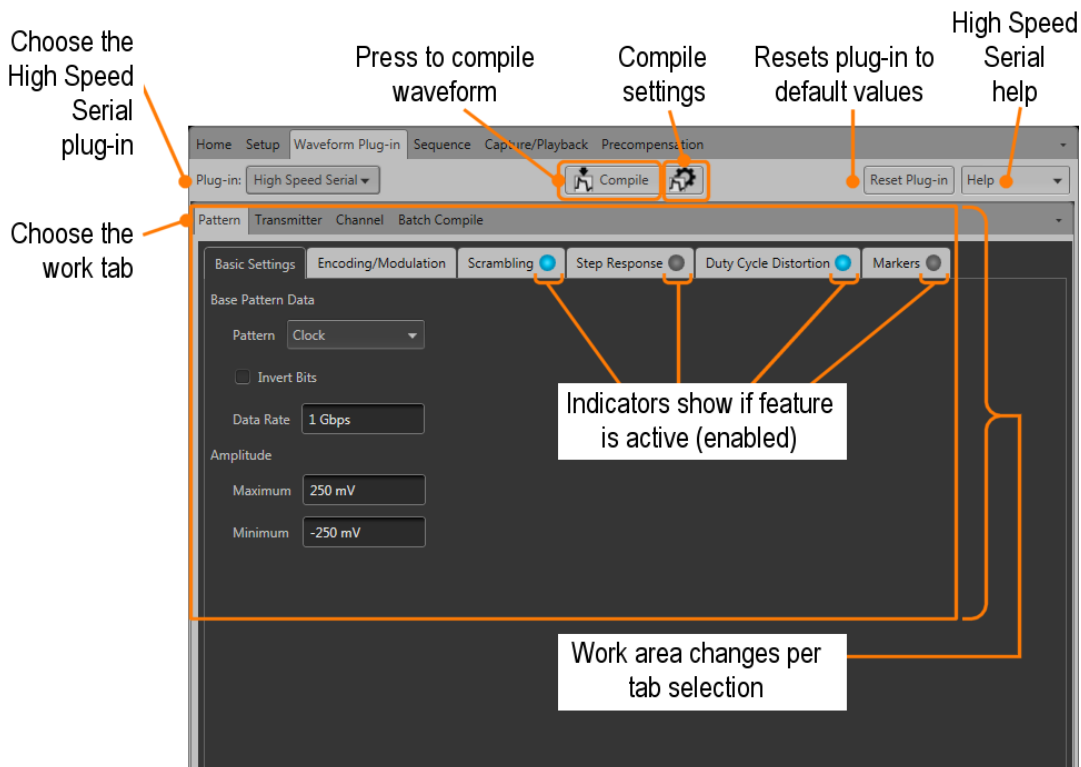 Choose the
High Speed
Serial
plug-in
Press to compile
waveform
Compile
settings
Resets plug-in to
default values
High Speed
Serial
help
Home Setup Waveform Plug-in Sequence Capture/Playback Precompensation
Plug-in: High Speed Serial Compile Reset Plug-in Help
Choose the
work tab
Pattern Transmitter Channel Batch Compile
Basic Settings Encoding/Modulation Scrambling Step Response Duty Cycle Distortion Markers
Base Pattern Data
Pattern Clock
Invert Bits
Data Rate 1 Gbps
Amplitude
Maximum 250 mV
Minimum -250 mV
Indicators show if feature
is active (enabled)
Work area changes per
tab selection